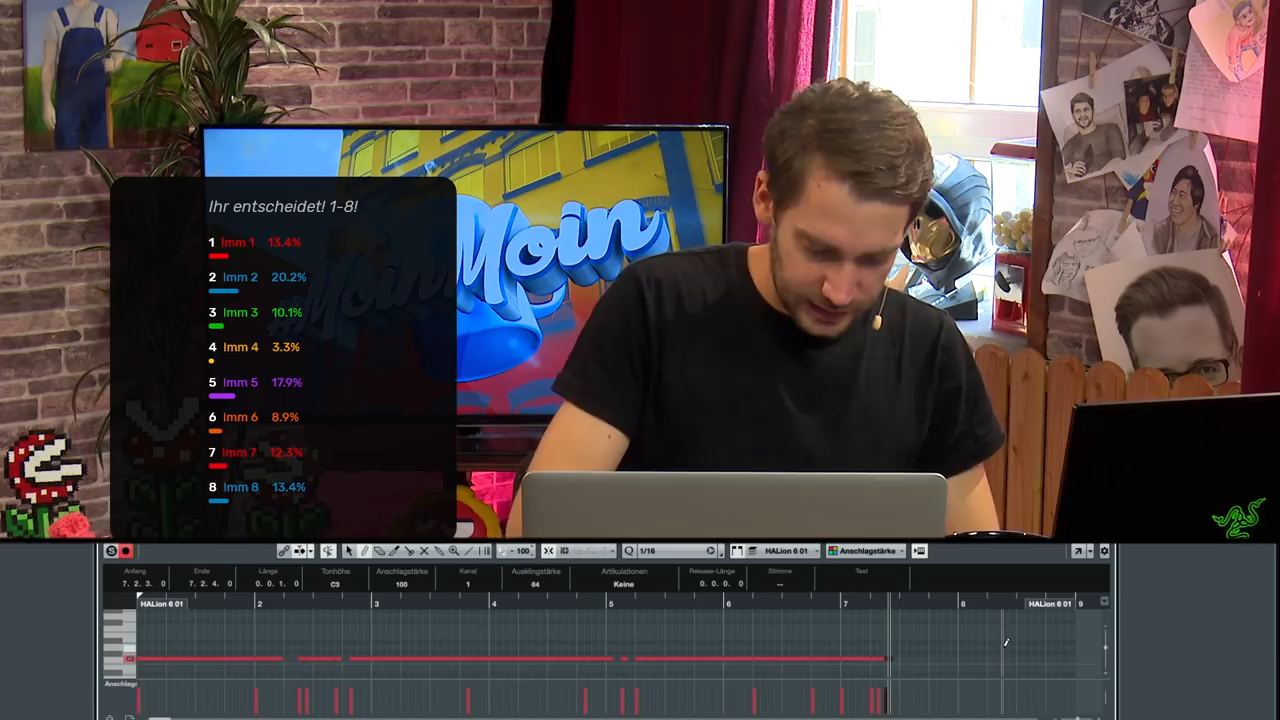 Ihr entscheidet! 1-8!
1 Imm 1 13.4%
2 Imm 2 20.2%
3 Imm 3 10.1%
4 Imm 4 3.3%
5 Imm 5 17.9%
6 Imm 6 8.9%
7 Imm 7 12.3%
8 Imm 8 13.4%
#MoinMoin
S 100 Q 1/16 HALion 6 01 Anschlagstärke
Anfang Ende Länge Tonhöhe Anschlagstärke Kanal Ausklingstärke Artikulationen Release-Länge Stimme Text
7. 2. 3. 0 7. 2. 4. 0 0. 0. 1. 0 C3 100 1 64 Keine 0. 0. 0. 0 --
HALion 6 01 2 3 4 5 6 7 8 HALion 6 01 9
C3
Anschlags